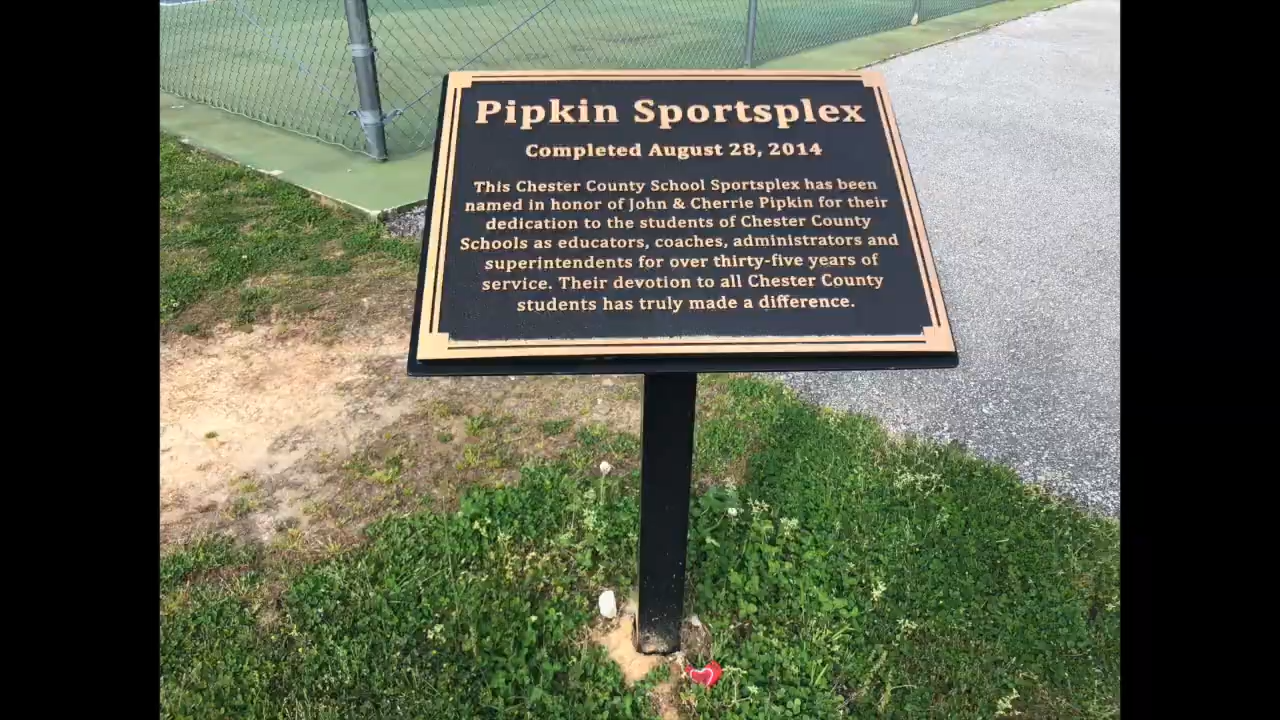 Pipkin Sportsplex
Completed August 28, 2014
This Chester County School Sportsplex has been
named in honor of John & Cherrie Pipkin for their
dedication to the students of Chester County
Schools as educators, coaches, administrators and
superintendents for over thirty-five years of
service. Their devotion to all Chester County
students has truly made a difference.